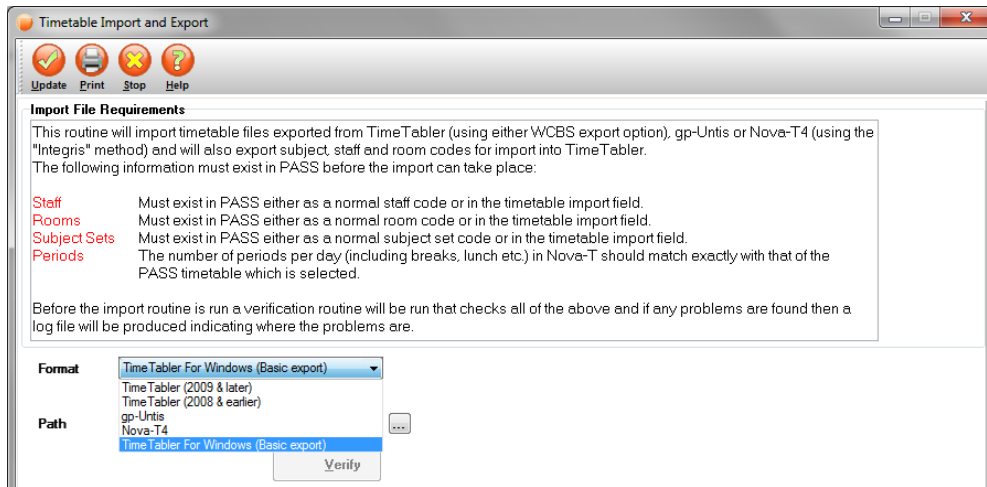 Timetable Import and Export
Update Print Stop Help
Import File Requirements
This routine will import timetable files exported from TimeTabler (using either WCBS export option), gp-Untis or Nova-T4 (using the
"Integris" method) and will also export subject, staff and room codes for import into TimeTabler.
The following information must exist in PASS before the import can take place:
Staff Must exist in PASS either as a normal staff code or in the timetable import field.
Rooms Must exist in PASS either as a normal room code or in the timetable import field.
Subject Sets Must exist in PASS either as a normal subject set code or in the timetable import field.
Periods The number of periods per day (including breaks, lunch etc.) in Nova-T should match exactly with that of the
PASS timetable which is selected.
Before the import routine is run a verification routine will be run that checks all of the above and if any problems are found then a
log file will be produced indicating where the problems are.
Format TimeTabler For Windows (Basic export)
TimeTabler (2009 & later)
TimeTabler (2008 & earlier)
gp-Untis
Path ...
Nova-T4
TimeTabler For Windows (Basic export)
Verify